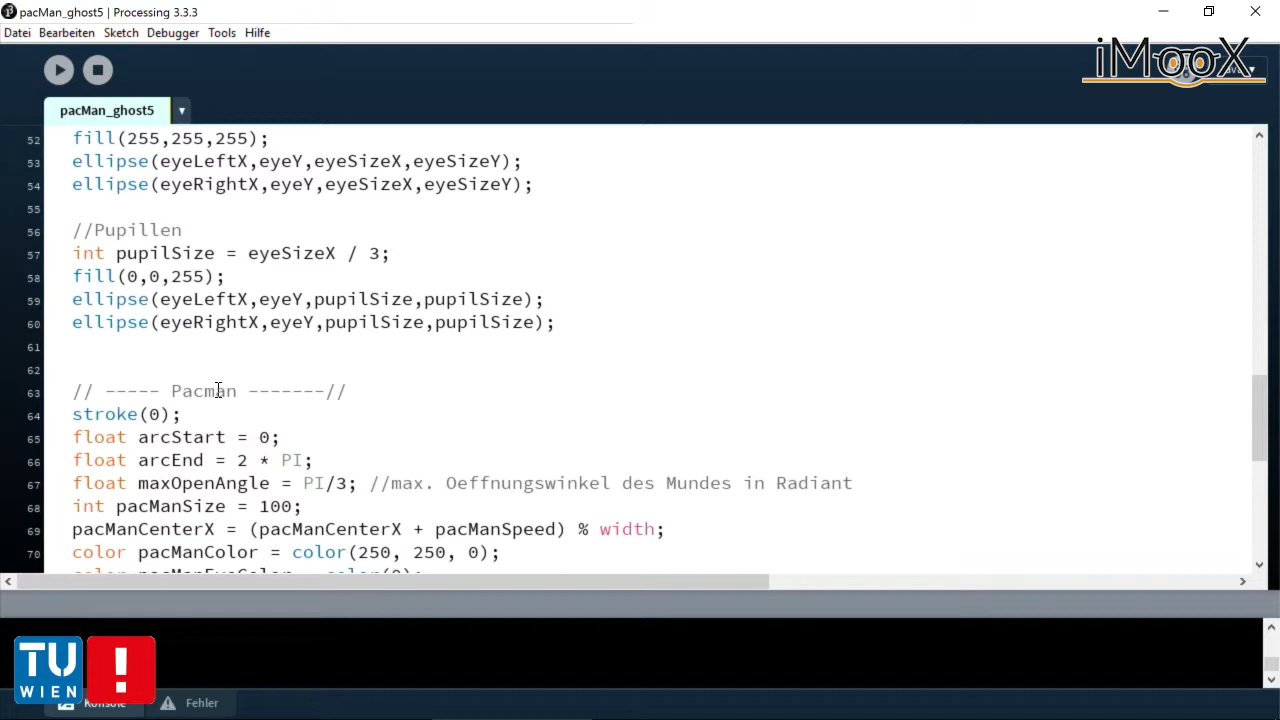 pacMan_ghost5 | Processing 3.3.3
Datei Bearbeiten Sketch Debugger Tools Hilfe
iMooX
pacMan_ghost5
52 fill(255,255,255);
53 ellipse(eyeLeftX,eyeY,eyeSizeX,eyeSizeY);
54 ellipse(eyeRightX,eyeY,eyeSizeX,eyeSizeY);
55
56 //Pupillen
57 int pupilSize = eyeSizeX / 3;
58 fill(0,0,255);
59 ellipse(eyeLeftX,eyeY,pupilSize,pupilSize);
60 ellipse(eyeRightX,eyeY,pupilSize,pupilSize);
61
62
63 // ----- Pacman -------//
64 stroke(0);
65 float arcStart = 0;
66 float arcEnd = 2 * PI;
67 float maxOpenAngle = PI/3; //max. Oeffnungswinkel des Mundes in Radiant
68 int pacManSize = 100;
69 pacManCenterX = (pacManCenterX + pacManSpeed) % width;
70 color pacManColor = color(250, 250, 0);
color pacManEyeColor = color(0);
TU
WIEN
!
Konsole Fehler